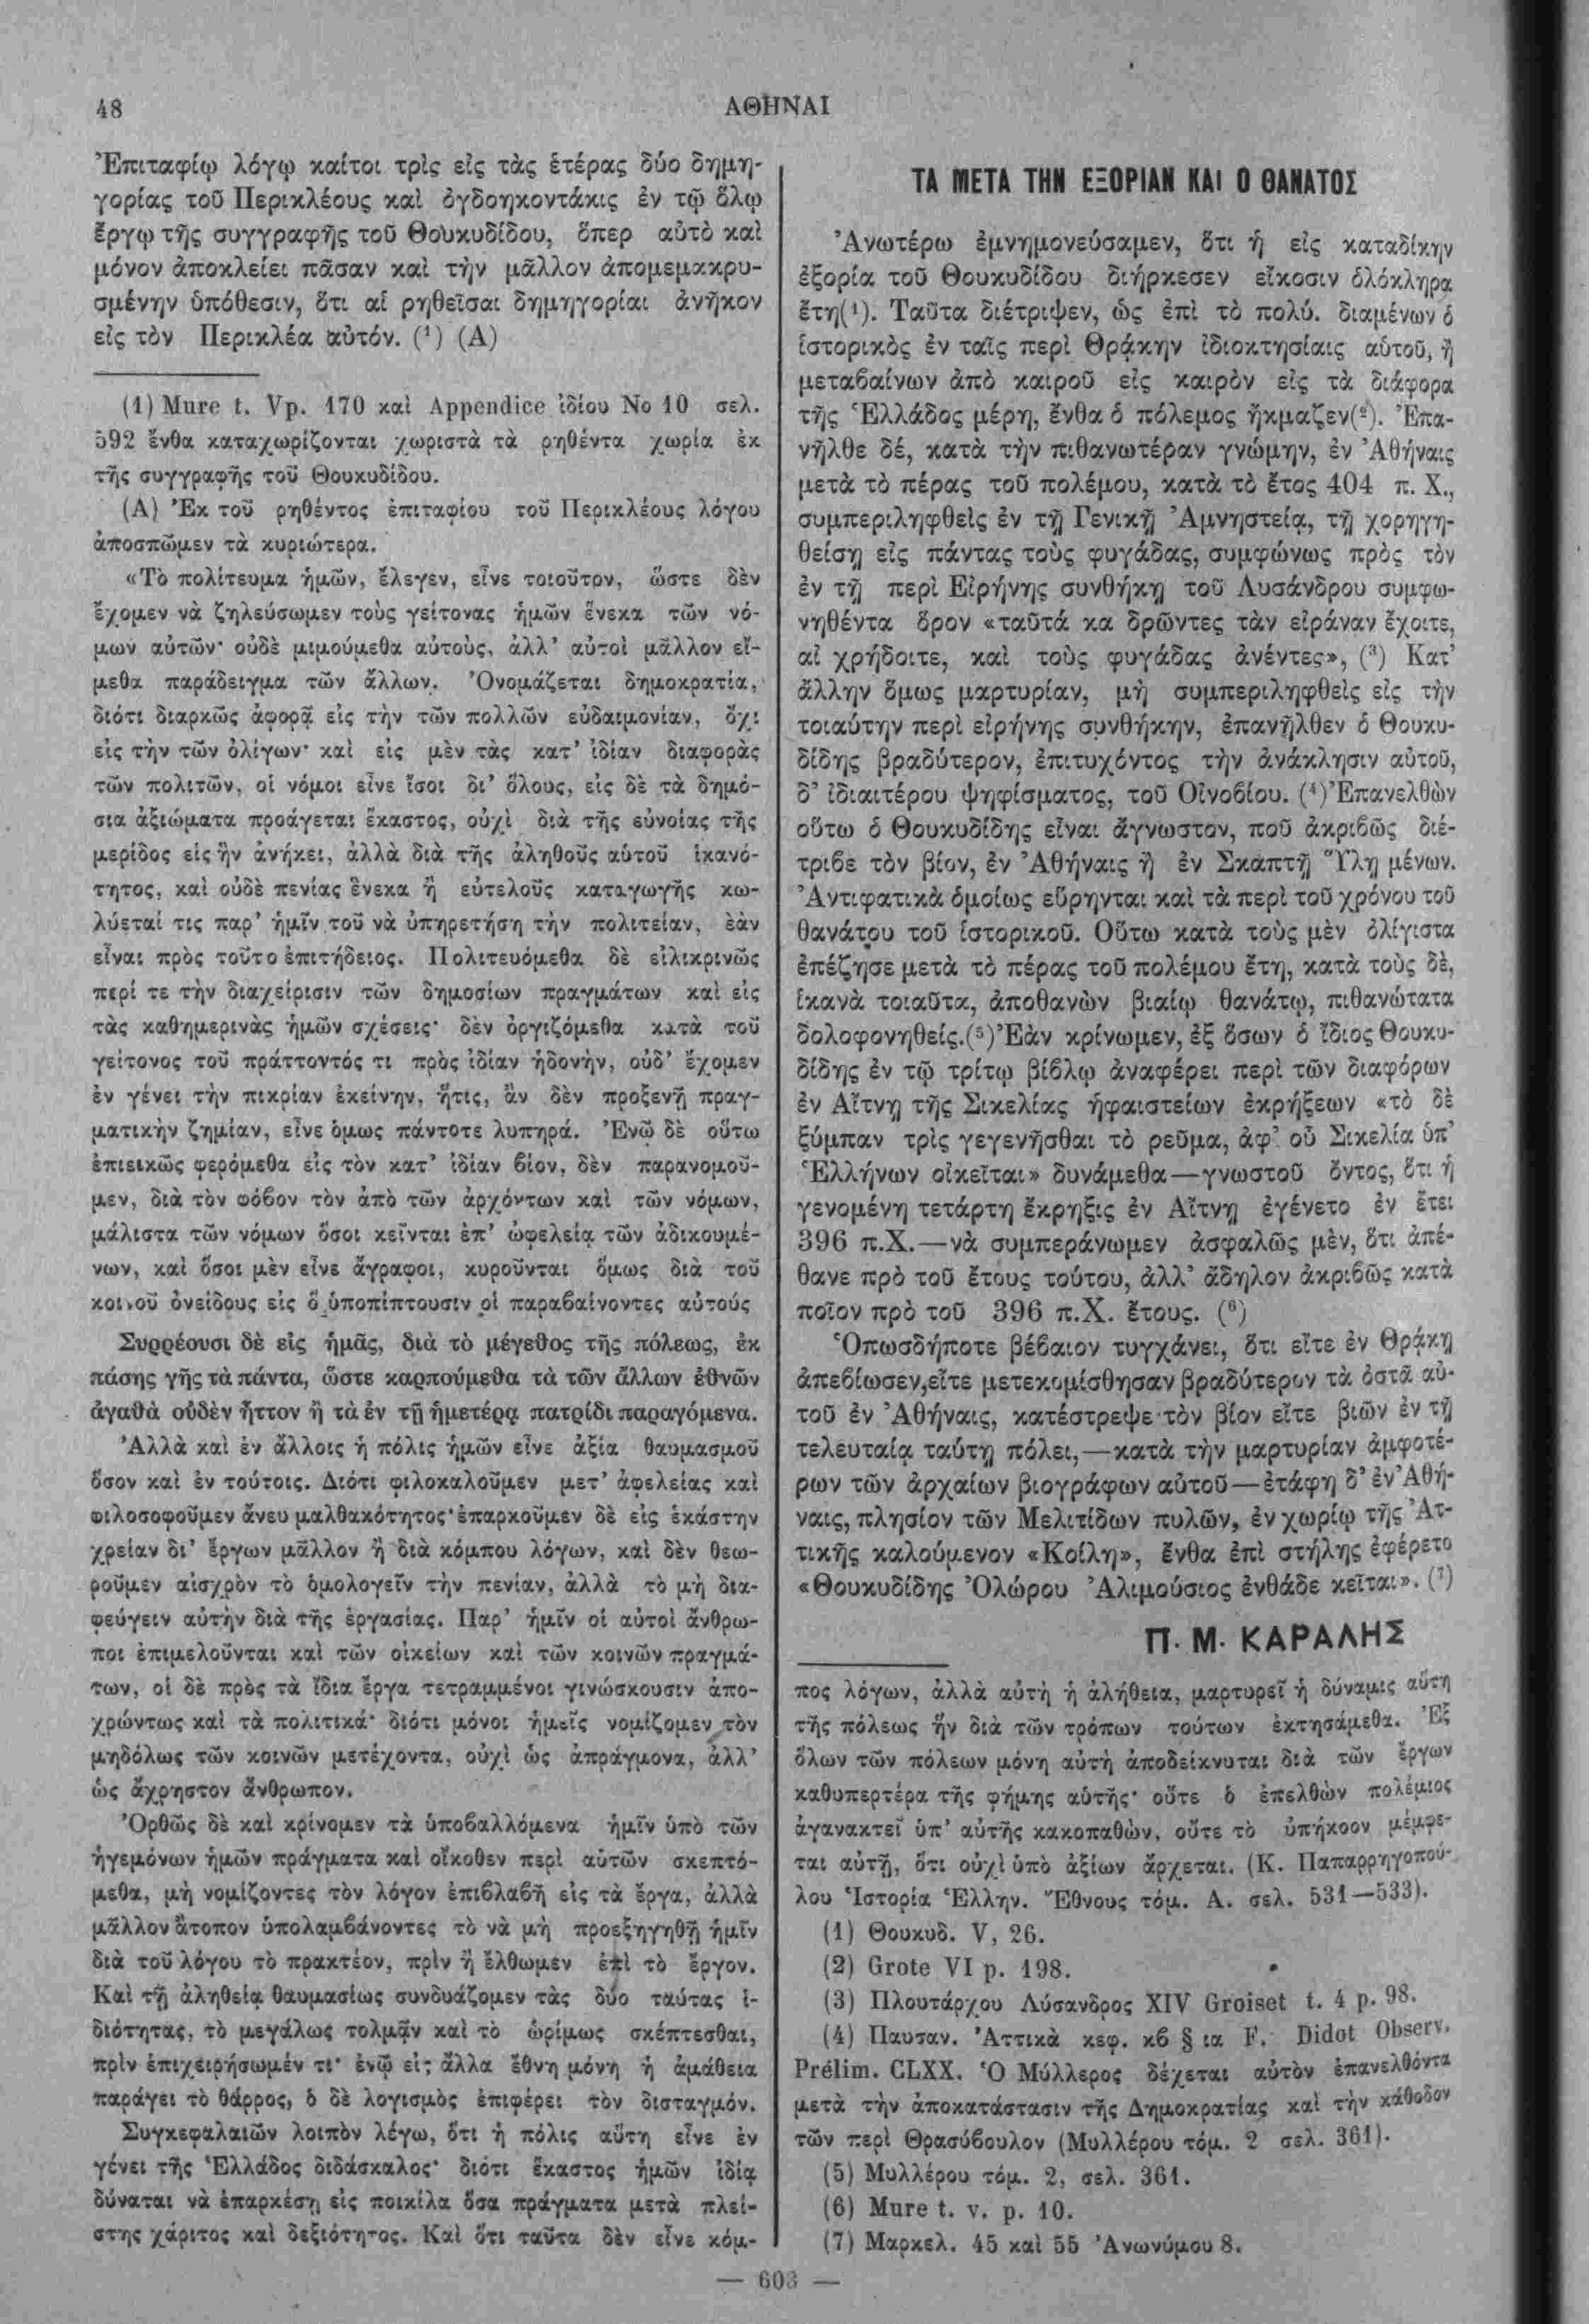 48
ΑΘΗΝΑΙ
Ἐπιταφίῳ λόγῳ καίτοι τρὶς εἰς τὰς ἑτέρας δύο δημη-
γορίας τοῦ Περικλέους καὶ ὀγδοηκοντάκις ἐν τῷ ὅλῳ
ἔργῳ τῆς συγγραφῆς τοῦ Θουκυδίδου, ὅπερ αὐτὸ καὶ
μόνον ἀποκλείει πᾶσαν καὶ τὴν μᾶλλον ἀπομεμακρυ-
σμένην ὑπόθεσιν, ὅτι αἱ ρηθεῖσαι δημηγορίαι ἀνῆκον
εἰς τὸν Περικλέα αὐτόν. (¹) (Α)
(1) Mure t. Vp. 170 καὶ Appendice ἰδίου No 10 σελ.
592 ἔνθα καταχωρίζονται χωριστὰ τὰ ρηθέντα χωρία ἐκ
τῆς συγγραφῆς τοῦ Θουκυδίδου.
(Α) Ἐκ τοῦ ρηθέντος ἐπιταφίου τοῦ Περικλέους λόγου
ἀποσπῶμεν τὰ κυριώτερα.
«Τὸ πολίτευμα ἡμῶν, ἔλεγεν, εἶνε τοιοῦτον, ὥστε δὲν
ἔχομεν νὰ ζηλεύσωμεν τοὺς γείτονας ἡμῶν ἕνεκα τῶν νό-
μων αὐτῶν· οὐδὲ μιμούμεθα αὐτοὺς, ἀλλ' αὐτοὶ μᾶλλον εἴ-
μεθα παράδειγμα τῶν ἄλλων. Ὀνομάζεται δημοκρατία,
διότι διαρκῶς ἀφορᾷ εἰς τὴν τῶν πολλῶν εὐδαιμονίαν, ὄχι
εἰς τὴν τῶν ὀλίγων· καὶ εἰς μὲν τὰς κατ' ἰδίαν διαφορὰς
τῶν πολιτῶν, οἱ νόμοι εἶνε ἴσοι δι' ὅλους, εἰς δὲ τὰ δημό-
σια ἀξιώματα προάγεται ἕκαστος, οὐχὶ διὰ τῆς εὐνοίας τῆς
μερίδος εἰς ἣν ἀνήκει, ἀλλὰ διὰ τῆς ἀληθοῦς αὐτοῦ ἱκανό-
τητος, καὶ οὐδὲ πενίας ἕνεκα ἢ εὐτελοῦς καταγωγῆς κω-
λύεταί τις παρ' ἡμῖν τοῦ νὰ ὑπηρετήσῃ τὴν πολιτείαν, ἐὰν
εἶναι πρὸς τοῦτο ἐπιτήδειος. Πολιτευόμεθα δὲ εἰλικρινῶς
περί τε τὴν διαχείρισιν τῶν δημοσίων πραγμάτων καὶ εἰς
τὰς καθημερινὰς ἡμῶν σχέσεις· δὲν ὀργιζόμεθα κατὰ τοῦ
γείτονος τοῦ πράττοντός τι πρὸς ἰδίαν ἡδονὴν, οὐδ' ἔχομεν
ἐν γένει τὴν πικρίαν ἐκείνην, ἥτις, ἂν δὲν προξενῇ πραγ-
ματικὴν ζημίαν, εἶνε ὅμως πάντοτε λυπηρά. Ἐνῷ δὲ οὕτω
ἐπιεικῶς φερόμεθα εἰς τὸν κατ' ἰδίαν βίον, δὲν παρανομοῦ-
μεν, διὰ τὸν φόβον τὸν ἀπὸ τῶν ἀρχόντων καὶ τῶν νόμων,
μάλιστα τῶν νόμων ὅσοι κεῖνται ἐπ' ὠφελείᾳ τῶν ἀδικουμέ-
νων, καὶ ὅσοι μὲν εἶνε ἄγραφοι, κυροῦνται ὅμως διὰ τοῦ
κοινοῦ ὀνείδους εἰς ὃ ὑποπίπτουσιν οἱ παραβαίνοντες αὐτούς
Συρρέουσι δὲ εἰς ἡμᾶς, διὰ τὸ μέγεθος τῆς πόλεως, ἐκ
πάσης γῆς τὰ πάντα, ὥστε καρπούμεθα τὰ τῶν ἄλλων ἐθνῶν
ἀγαθὰ οὐδὲν ἧττον ἢ τὰ ἐν τῇ ἡμετέρᾳ πατρίδι παραγόμενα.
Ἀλλὰ καὶ ἐν ἄλλοις ἡ πόλις ἡμῶν εἶνε ἀξία θαυμασμοῦ
ὅσον καὶ ἐν τούτοις. Διότι φιλοκαλοῦμεν μετ' ἀφελείας καὶ
φιλοσοφοῦμεν ἄνευ μαλθακότητος· ἐπαρκοῦμεν δὲ εἰς ἑκάστην
χρείαν δι' ἔργων μᾶλλον ἢ διὰ κόμπου λόγων, καὶ δὲν θεω-
ροῦμεν αἰσχρὸν τὸ ὁμολογεῖν τὴν πενίαν, ἀλλὰ τὸ μὴ δια-
φεύγειν αὐτὴν διὰ τῆς ἐργασίας. Παρ' ἡμῖν οἱ αὐτοὶ ἄνθρω-
ποι ἐπιμελοῦνται καὶ τῶν οἰκείων καὶ τῶν κοινῶν πραγμά-
των, οἱ δὲ πρὸς τὰ ἴδια ἔργα τετραμμένοι γινώσκουσιν ἀπο-
χρώντως καὶ τὰ πολιτικά· διότι μόνοι ἡμεῖς νομίζομεν τὸν
μηδόλως τῶν κοινῶν μετέχοντα, οὐχὶ ὡς ἀπράγμονα, ἀλλ'
ὡς ἄχρηστον ἄνθρωπον.
Ὀρθῶς δὲ καὶ κρίνομεν τὰ ὑποβαλλόμενα ἡμῖν ὑπὸ τῶν
ἡγεμόνων ἡμῶν πράγματα καὶ οἴκοθεν περὶ αὐτῶν σκεπτό-
μεθα, μὴ νομίζοντες τὸν λόγον ἐπιβλαβῆ εἰς τὰ ἔργα, ἀλλὰ
μᾶλλον ἄτοπον ὑπολαμβάνοντες τὸ νὰ μὴ προεξηγηθῇ ἡμῖν
διὰ τοῦ λόγου τὸ πρακτέον, πρὶν ἢ ἔλθωμεν ἐπὶ τὸ ἔργον.
Καὶ τῇ ἀληθείᾳ θαυμασίως συνδυάζομεν τὰς δύο ταύτας ἰ-
διότητας, τὸ μεγάλως τολμᾷν καὶ τὸ ὡρίμως σκέπτεσθαι,
πρὶν ἐπιχειρήσωμέν τι· ἐνῷ εἰς ἄλλα ἔθνη μόνη ἡ ἀμάθεια
παράγει τὸ θάρρος, ὁ δὲ λογισμὸς ἐπιφέρει τὸν δισταγμόν.
Συγκεφαλαιῶν λοιπὸν λέγω, ὅτι ἡ πόλις αὕτη εἶνε ἐν
γένει τῆς Ἑλλάδος διδάσκαλος· διότι ἕκαστος ἡμῶν ἰδίᾳ
δύναται νὰ ἐπαρκέσῃ εἰς ποικίλα ὅσα πράγματα μετὰ πλεί-
στης χάριτος καὶ δεξιότητος. Καὶ ὅτι ταῦτα δὲν εἶνε κόμ-
ΤΑ ΜΕΤΑ ΤΗΝ ΕΞΟΡΙΑΝ ΚΑΙ Ο ΘΑΝΑΤΟΣ
Ἀνωτέρω ἐμνημονεύσαμεν, ὅτι ἡ εἰς καταδίκην
ἐξορία τοῦ Θουκυδίδου διήρκεσεν εἴκοσιν ὁλόκληρα
ἔτη(¹). Ταῦτα διέτριψεν, ὡς ἐπὶ τὸ πολύ. διαμένων ὁ
ἱστορικὸς ἐν ταῖς περὶ Θρᾴκην ἰδιοκτησίαις αὐτοῦ, ἢ
μεταβαίνων ἀπὸ καιροῦ εἰς καιρὸν εἰς τὰ διάφορα
τῆς Ἑλλάδος μέρη, ἔνθα ὁ πόλεμος ἤκμαζεν(²). Ἐπα-
νῆλθε δέ, κατὰ τὴν πιθανωτέραν γνώμην, ἐν Ἀθήναις
μετὰ τὸ πέρας τοῦ πολέμου, κατὰ τὸ ἔτος 404 π. Χ.,
συμπεριληφθεὶς ἐν τῇ Γενικῇ Ἀμνηστείᾳ, τῇ χορηγη-
θείσῃ εἰς πάντας τοὺς φυγάδας, συμφώνως πρὸς τὸν
ἐν τῇ περὶ Εἰρήνης συνθήκῃ τοῦ Λυσάνδρου συμφω-
νηθέντα ὅρον «ταῦτά κα δρῶντες τὰν εἰράναν ἔχοιτε,
αἰ χρήδοιτε, καὶ τοὺς φυγάδας ἀνέντες», (³) Κατ'
ἄλλην ὅμως μαρτυρίαν, μὴ συμπεριληφθεὶς εἰς τὴν
τοιαύτην περὶ εἰρήνης συνθήκην, ἐπανῆλθεν ὁ Θουκυ-
δίδης βραδύτερον, ἐπιτυχόντος τὴν ἀνάκλησιν αὐτοῦ,
δ' ἰδιαιτέρου ψηφίσματος, τοῦ Οἰνοβίου. (⁴) Ἐπανελθὼν
οὕτω ὁ Θουκυδίδης εἶναι ἄγνωστον, ποῦ ἀκριβῶς διέ-
τριβε τὸν βίον, ἐν Ἀθήναις ἢ ἐν Σκαπτῇ Ὕλῃ μένων.
Ἀντιφατικὰ ὁμοίως εὕρηνται καὶ τὰ περὶ τοῦ χρόνου τοῦ
θανάτου τοῦ ἱστορικοῦ. Οὕτω κατὰ τοὺς μὲν ὀλίγιστα
ἐπέζησε μετὰ τὸ πέρας τοῦ πολέμου ἔτη, κατὰ τοὺς δὲ,
ἱκανὰ τοιαῦτα, ἀποθανὼν βιαίῳ θανάτῳ, πιθανώτατα
δολοφονηθείς.(⁵) Ἐὰν κρίνωμεν, ἐξ ὅσων ὁ ἴδιος Θουκυ-
δίδης ἐν τῷ τρίτῳ βίβλῳ ἀναφέρει περὶ τῶν διαφόρων
ἐν Αἴτνῃ τῆς Σικελίας ἡφαιστείων ἐκρήξεων «τὸ δὲ
ξύμπαν τρὶς γεγενῆσθαι τὸ ρεῦμα, ἀφ' οὗ Σικελία ὑπ'
Ἑλλήνων οἰκεῖται» δυνάμεθα—γνωστοῦ ὄντος, ὅτι ἡ
γενομένη τετάρτη ἔκρηξις ἐν Αἴτνῃ ἐγένετο ἐν ἔτει
396 π.Χ.—νὰ συμπεράνωμεν ἀσφαλῶς μὲν, ὅτι ἀπέ-
θανε πρὸ τοῦ ἔτους τούτου, ἀλλ' ἄδηλον ἀκριβῶς κατὰ
ποῖον πρὸ τοῦ 396 π.Χ. ἔτους. (⁶)
Ὁπωσδήποτε βέβαιον τυγχάνει, ὅτι εἴτε ἐν Θρᾴκῃ
ἀπεβίωσεν,εἴτε μετεκομίσθησαν βραδύτερον τὰ ὀστᾶ αὐ-
τοῦ ἐν Ἀθήναις, κατέστρεψε τὸν βίον εἴτε βιῶν ἐν τῇ
τελευταίᾳ ταύτῃ πόλει,—κατὰ τὴν μαρτυρίαν ἀμφοτέ-
ρων τῶν ἀρχαίων βιογράφων αὐτοῦ—ἐτάφη δ' ἐν Ἀθή-
ναις, πλησίον τῶν Μελιτίδων πυλῶν, ἐν χωρίῳ τῆς Ἀτ-
τικῆς καλούμενον «Κοίλη», ἔνθα ἐπὶ στήλης ἐφέρετο
«Θουκυδίδης Ὀλώρου Ἀλιμούσιος ἐνθάδε κεῖται». (⁷)
Π. Μ. ΚΑΡΑΛΗΣ
πος λόγων, ἀλλὰ αὐτὴ ἡ ἀλήθεια, μαρτυρεῖ ἡ δύναμις αὕτη
τῆς πόλεως ἣν διὰ τῶν τρόπων τούτων ἐκτησάμεθα. Ἐξ
ὅλων τῶν πόλεων μόνη αὐτὴ ἀποδείκνυται διὰ τῶν ἔργων
καθυπερτέρα τῆς φήμης αὐτῆς· οὔτε ὁ ἐπελθὼν πολέμιος
ἀγανακτεῖ ὑπ' αὐτῆς κακοπαθὼν, οὔτε τὸ ὑπήκοον μέμφε-
ται αὐτῇ, ὅτι οὐχὶ ὑπὸ ἀξίων ἄρχεται. (Κ. Παπαρρηγοπού-
λου Ἱστορία Ἑλλην. Ἔθνους τόμ. Α. σελ. 531—533).
(1) Θουκυδ. V, 26.
(2) Grote VI p. 198.
(3) Πλουτάρχου Λύσανδρος XIV Groiset t. 4 p. 98.
(4) Παυσαν. Ἀττικὰ κεφ. κβ § ια F. Didot Observ.
Prélim. CLXX. Ὁ Μύλλερος δέχεται αὐτὸν ἐπανελθόντα
μετὰ τὴν ἀποκατάστασιν τῆς Δημοκρατίας καὶ τὴν κάθοδον
τῶν περὶ Θρασύβουλον (Μυλλέρου τόμ. 2 σελ. 361).
(5) Μυλλέρου τόμ. 2, σελ. 361.
(6) Mure t. v. p. 10.
(7) Μαρκελ. 45 καὶ 55 Ἀνωνύμου 8.
— 603 —